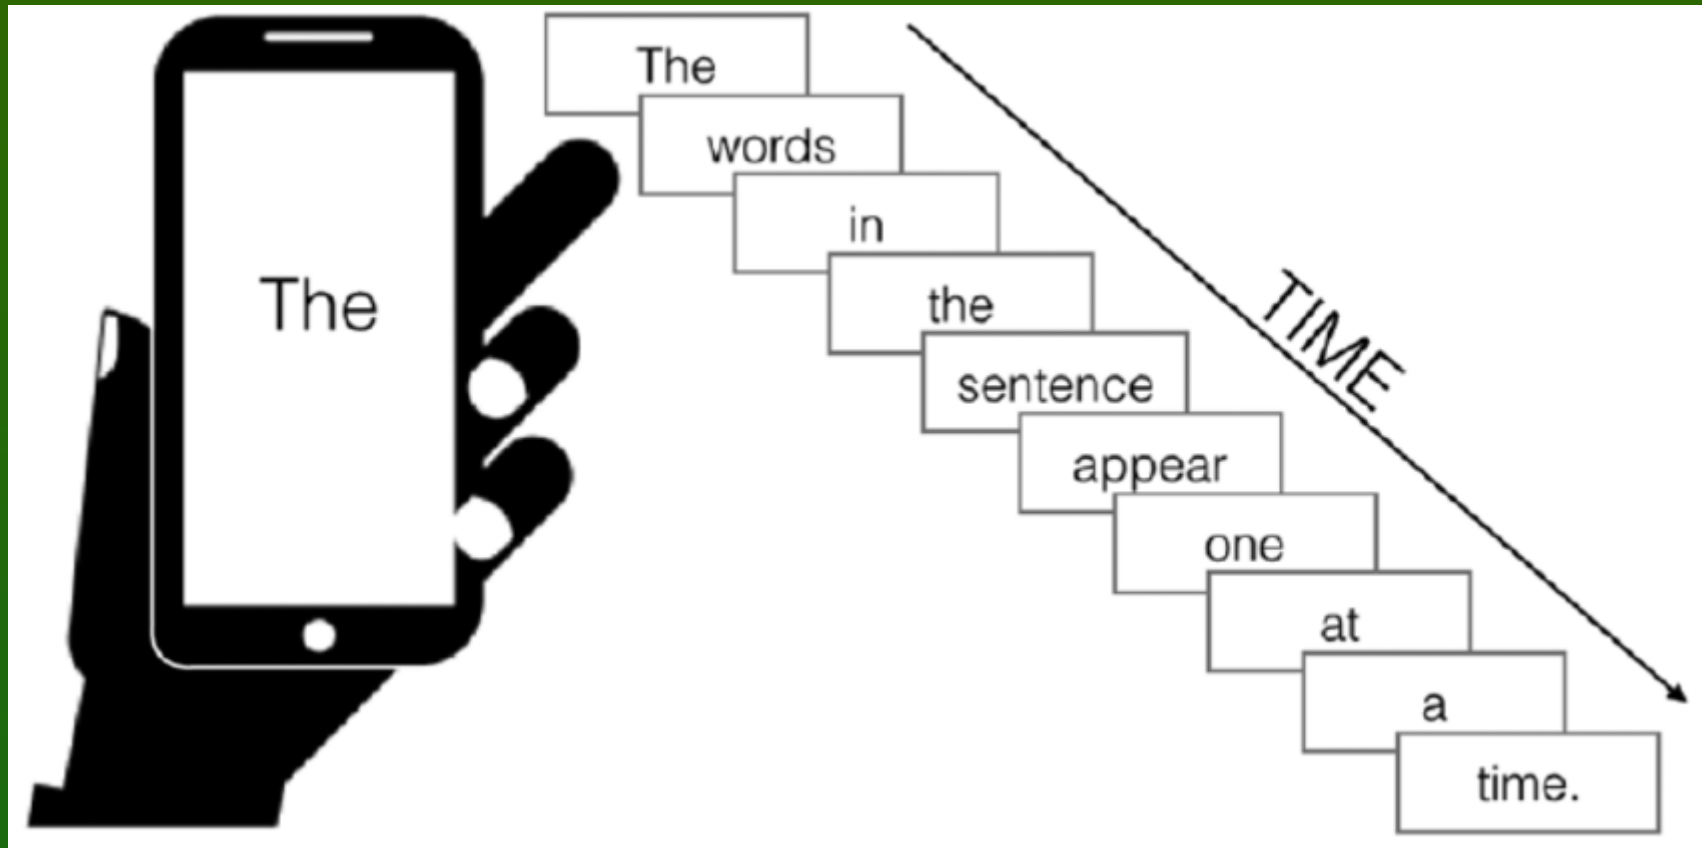 The
The
words
in
the
sentence
appear
one
at
a
time.
TIME